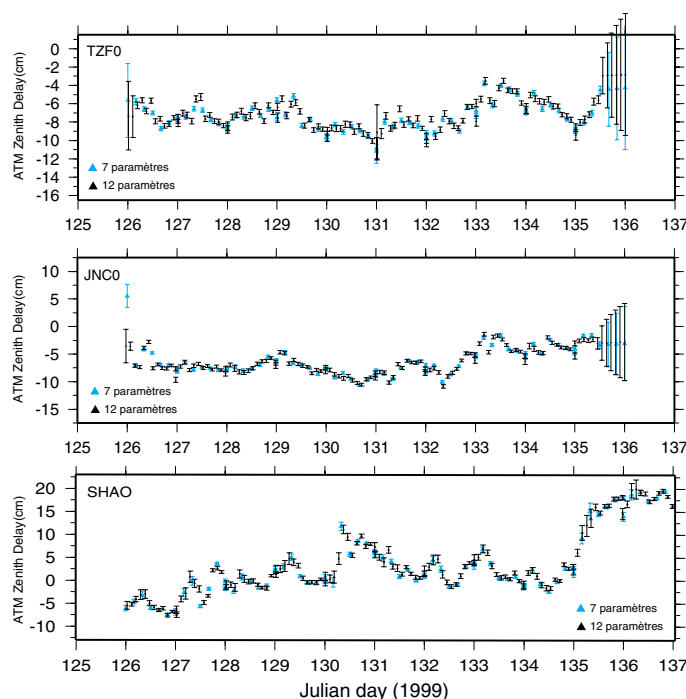 TZF0
ATM Zenith Delay(cm)
0
-2
-4
-6
-8
-10
-12
-14
-16
▲ 7 paramètres
▲ 12 paramètres
125 126 127 128 129 130 131 132 133 134 135 136 137
JNC0
ATM Zenith Delay(cm)
10
5
0
-5
-10
-15
▲ 7 paramètres
▲ 12 paramètres
125 126 127 128 129 130 131 132 133 134 135 136 137
SHAO
ATM Zenith Delay(cm)
20
15
10
5
0
-5
-10
▲ 7 paramètres
▲ 12 paramètres
125 126 127 128 129 130 131 132 133 134 135 136 137
Julian day (1999)